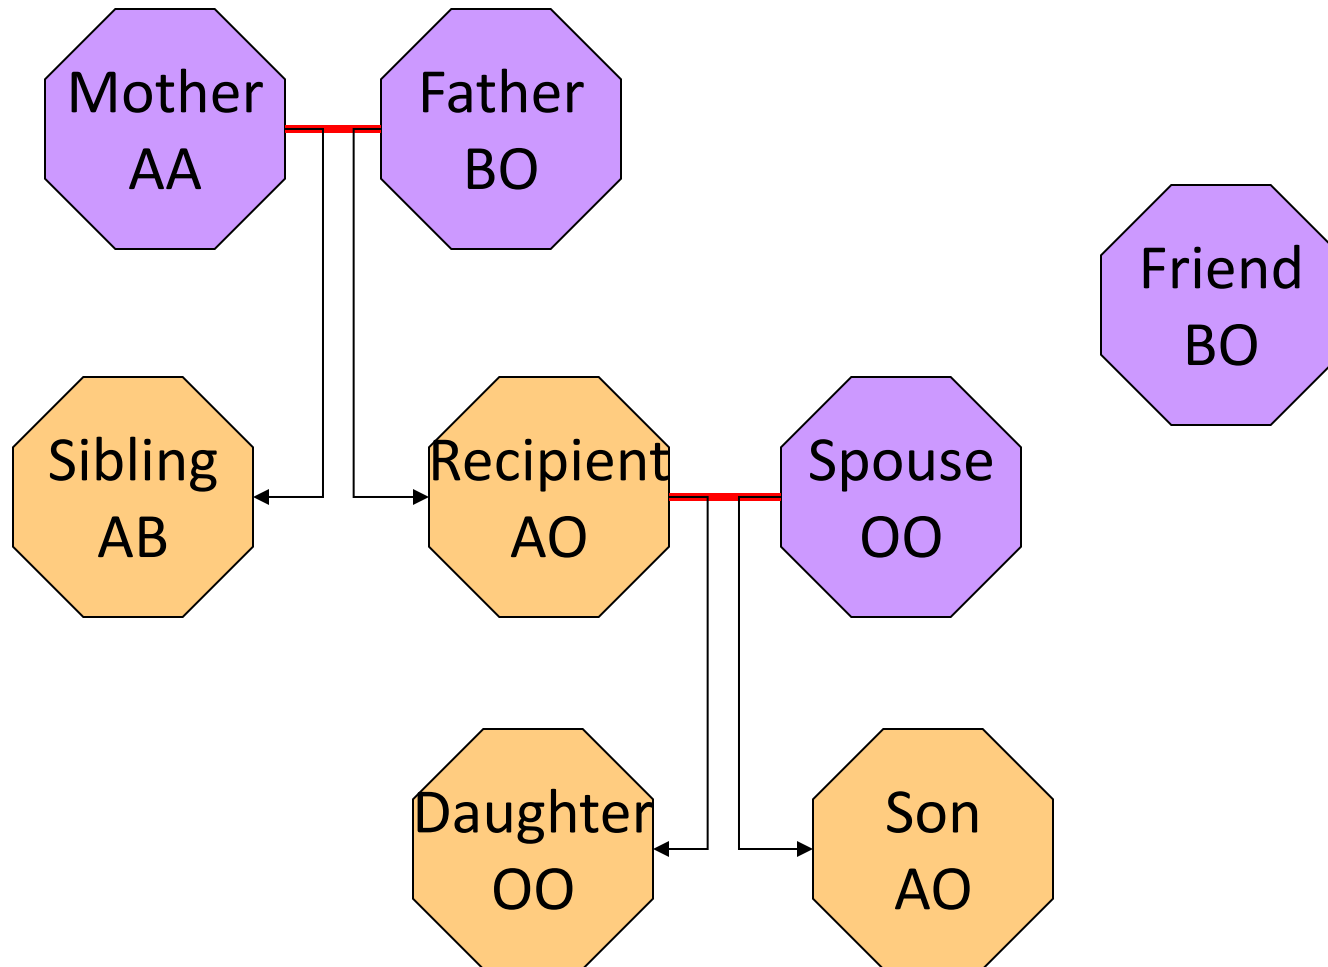 Mother
AA
Father
BO
Friend
BO
Sibling
AB
Recipient
AO
Spouse
OO
Daughter
OO
Son
AO